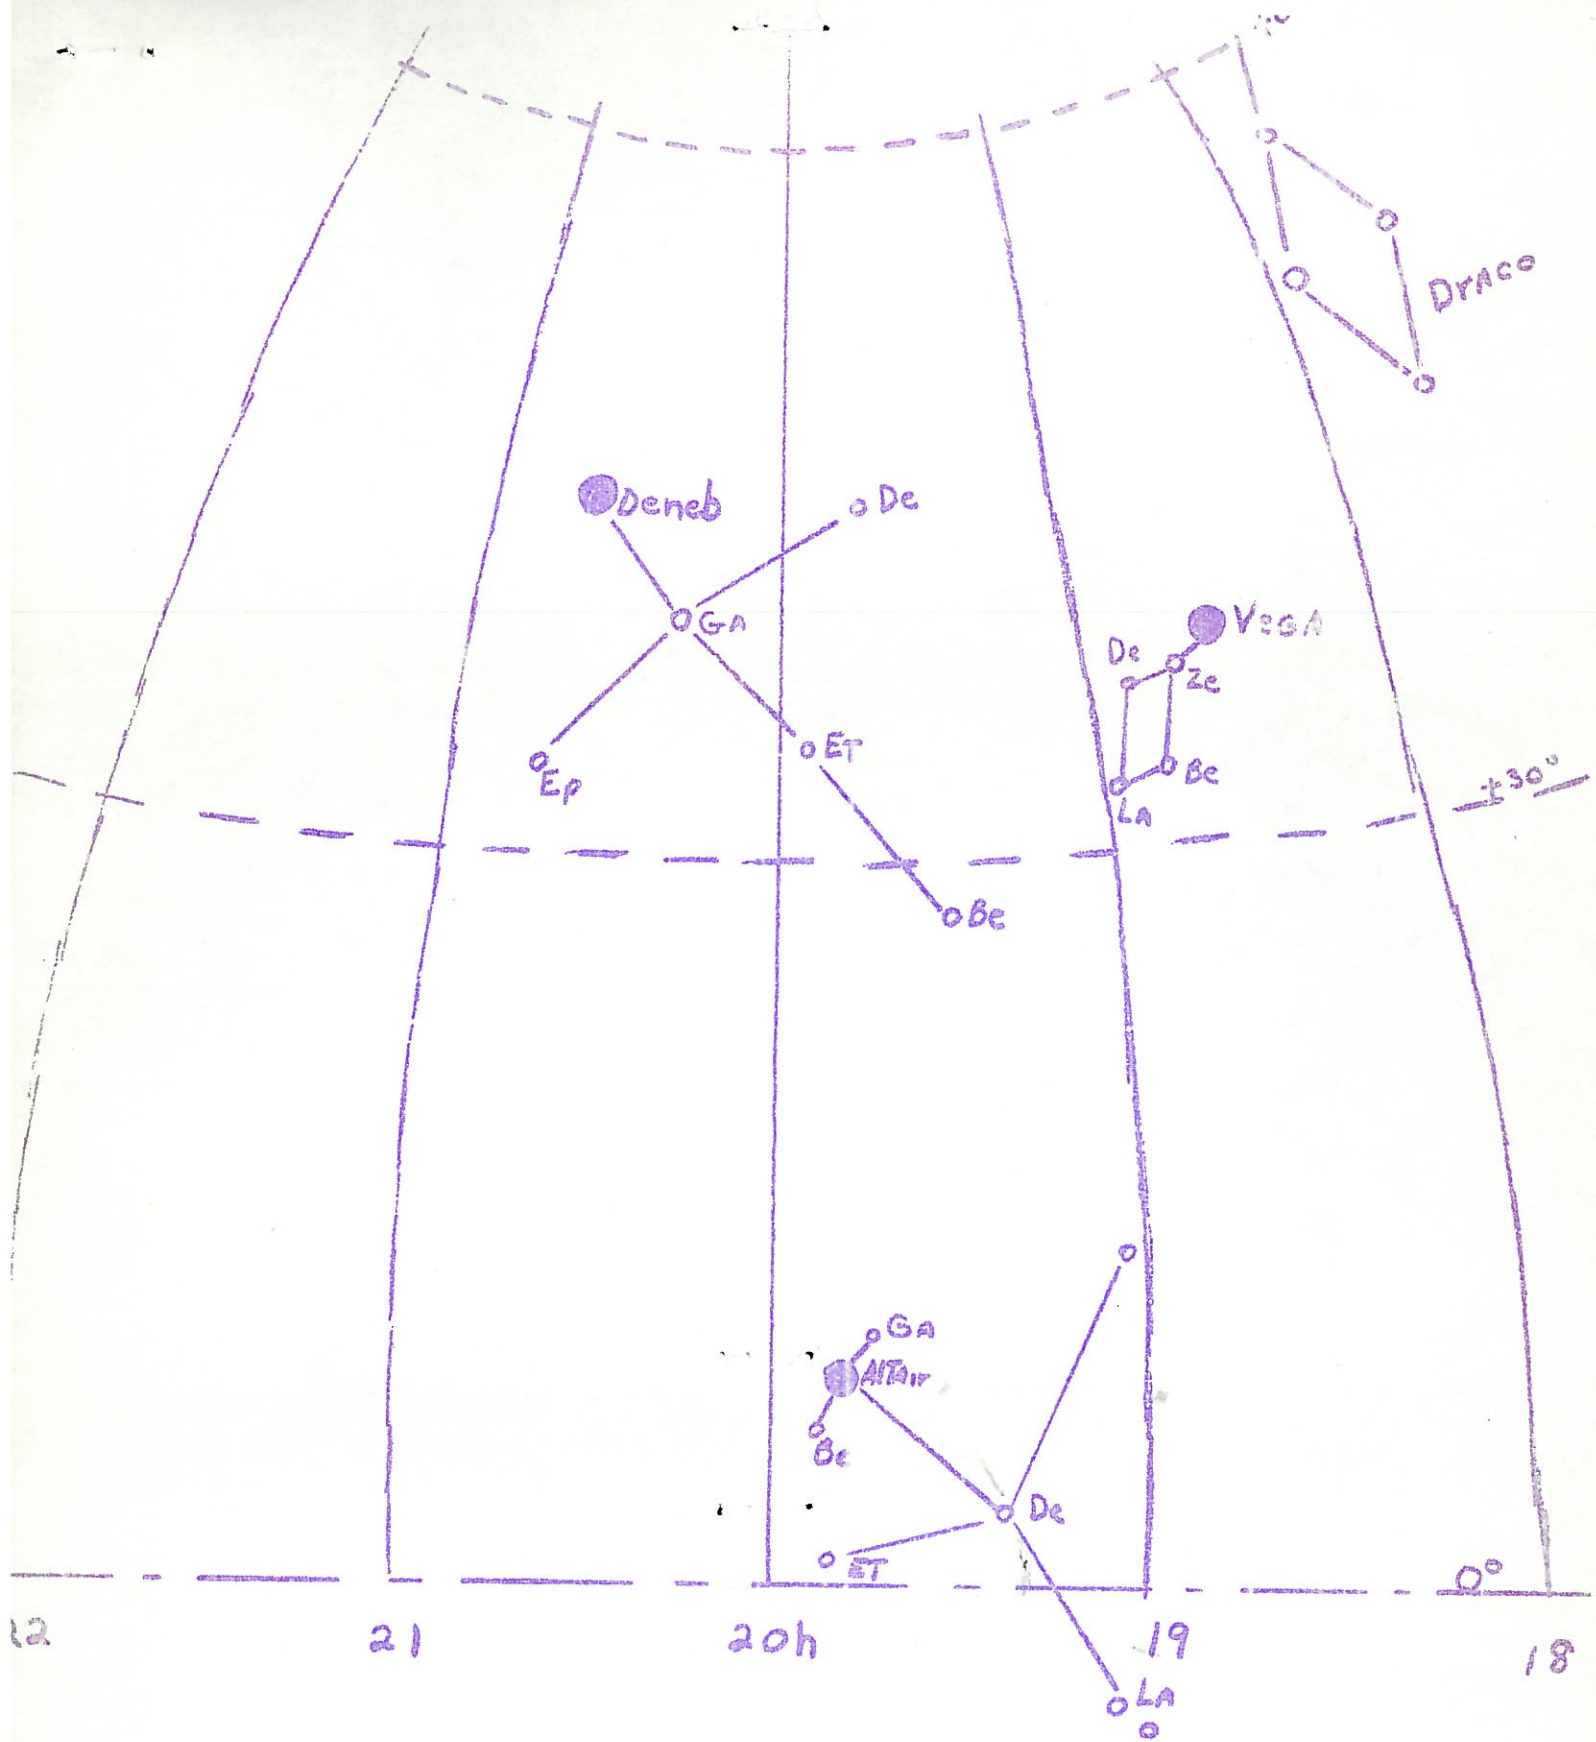 DrAco
Deneb
De
GA
VEGA
De
Ze
ET
Ep
Be
LA
+30°
Be
GA
AlTAir
Be
De
ET
0°
21
20h
19
18
LA